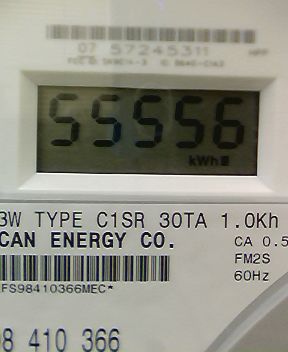 07 57245311
55556
kWh
3W TYPE C1SR 30TA 1.0Kh
CAN ENERGY CO.
CA 0.5
FM2S
60Hz
FS98410366MEC*
98 410 366